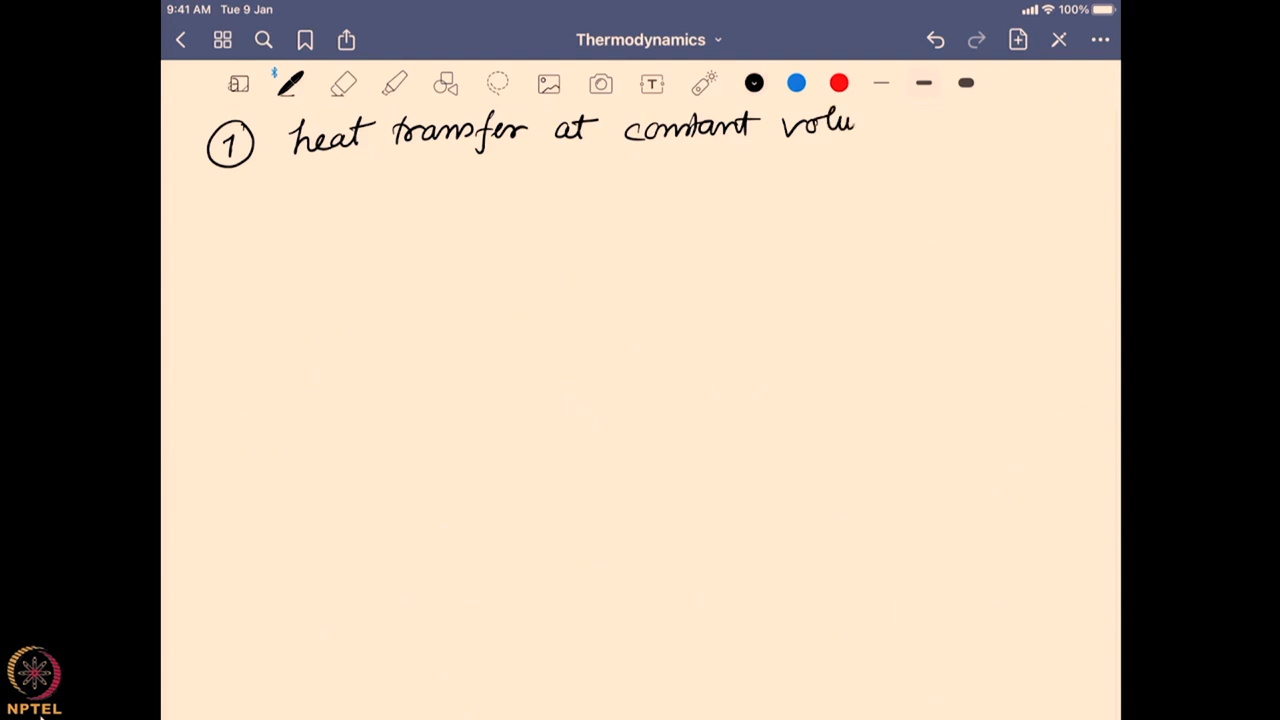 9:41 AM Tue 9 Jan 100%
Thermodynamics
T
1 heat transfer at constant volu
NPTEL